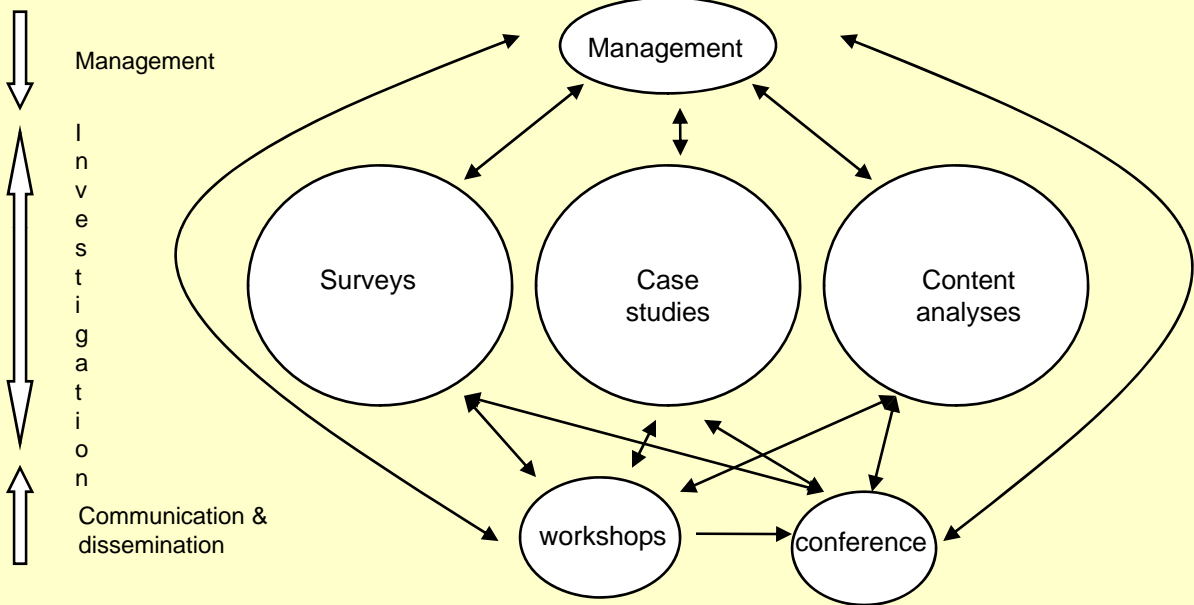 Management
Management
I
n
v
e
s
t
i
g
a
t
i
o
n
Surveys
Case
studies
Content
analyses
Communication &
dissemination
workshops
conference